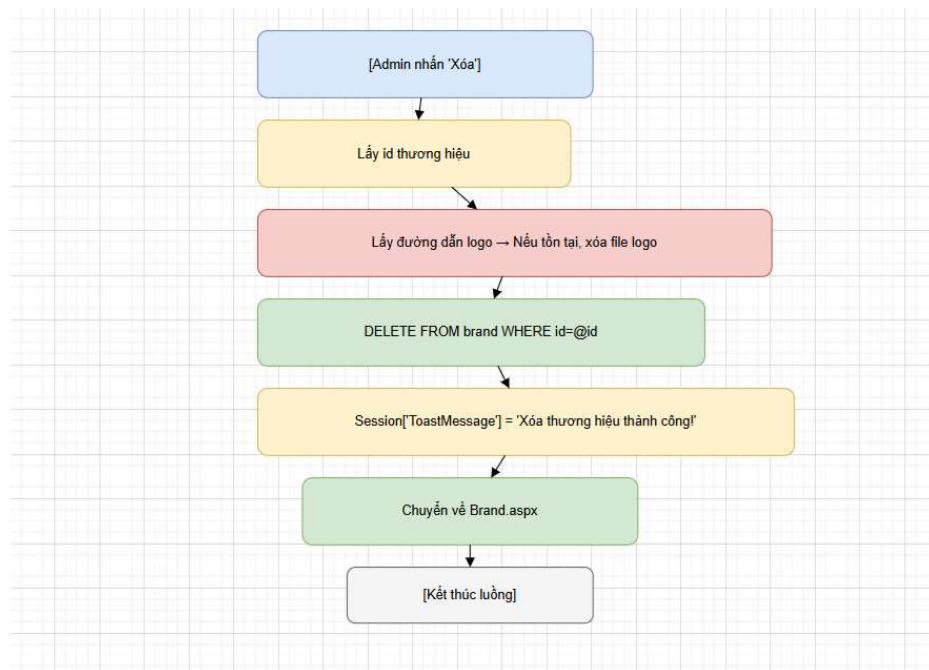 [Admin nhấn 'Xóa']
Lấy id thương hiệu
Lấy đường dẫn logo → Nếu tồn tại, xóa file logo
DELETE FROM brand WHERE id=@id
Session['ToastMessage'] = 'Xóa thương hiệu thành công!'
Chuyển về Brand.aspx
[Kết thúc luồng]